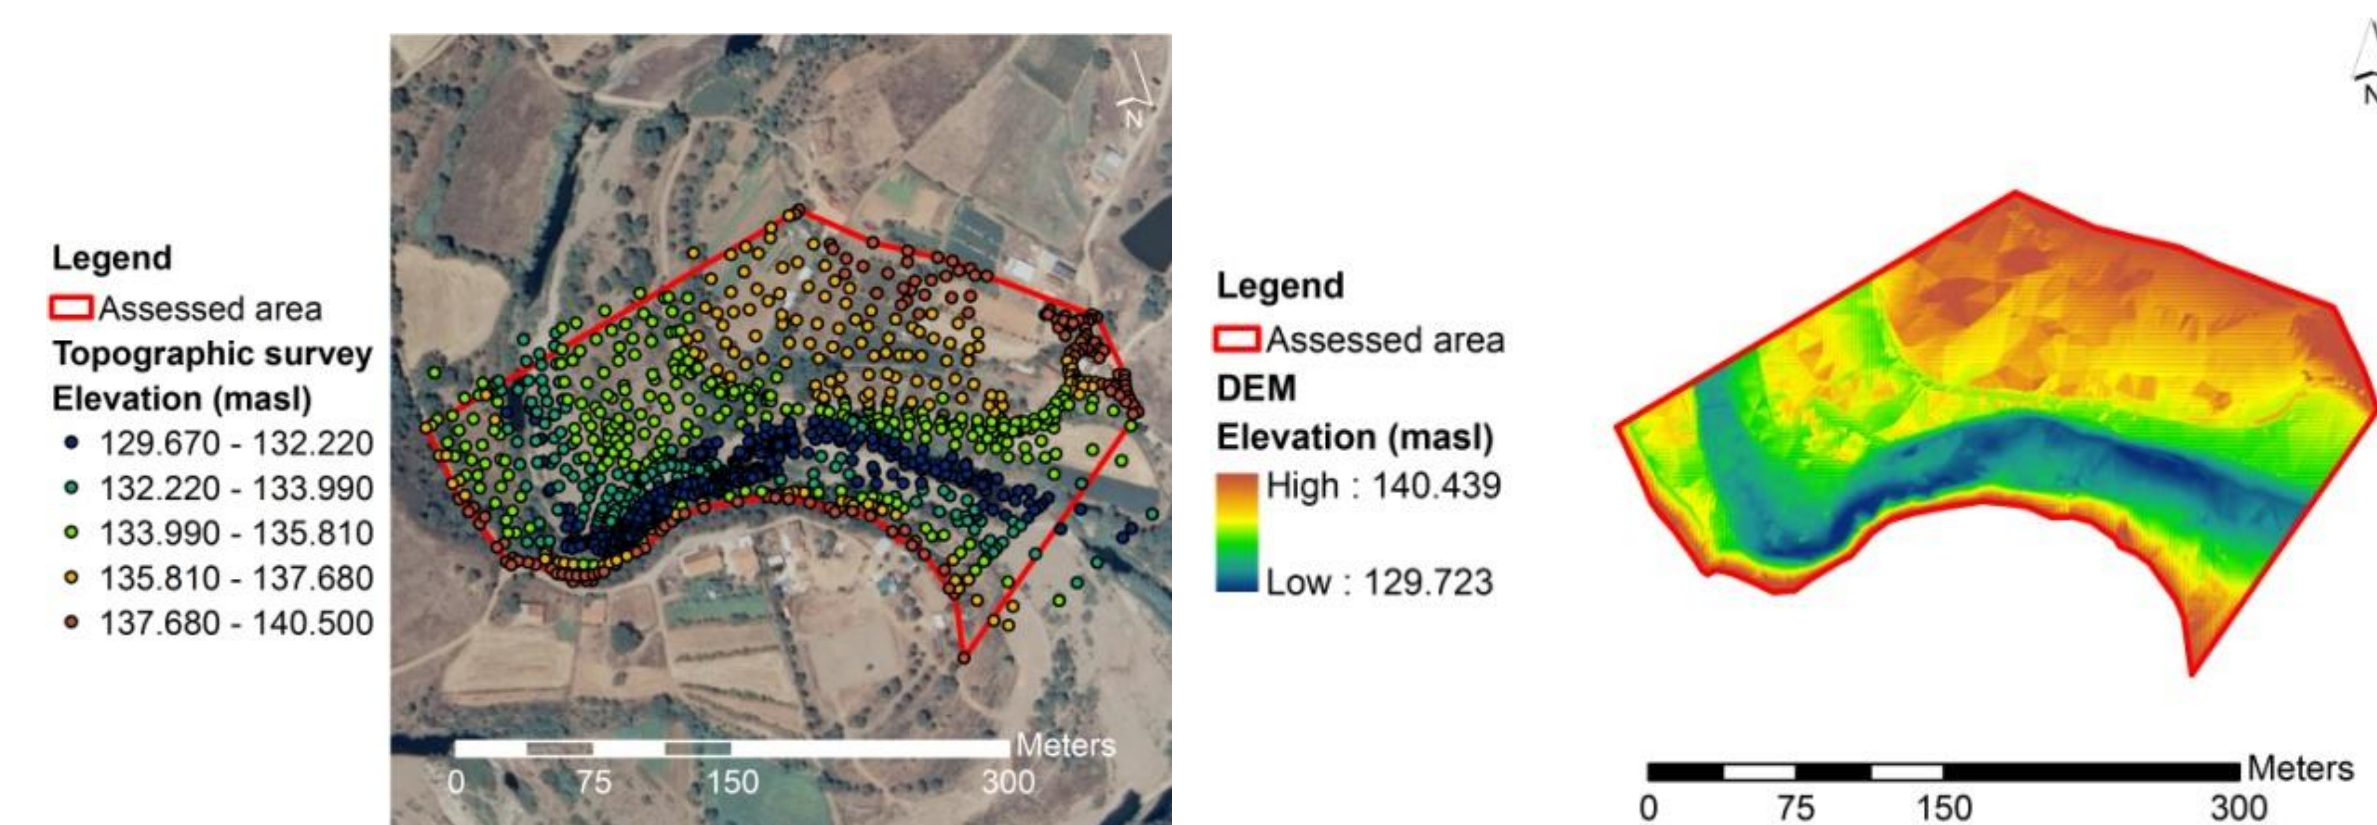 N
Legend
Assessed area
Topographic survey
Elevation (masl)
129.670 - 132.220
132.220 - 133.990
133.990 - 135.810
135.810 - 137.680
137.680 - 140.500
Meters
0 75 150 300
N
Legend
Assessed area
DEM
Elevation (masl)
High : 140.439
Low : 129.723
Meters
0 75 150 300